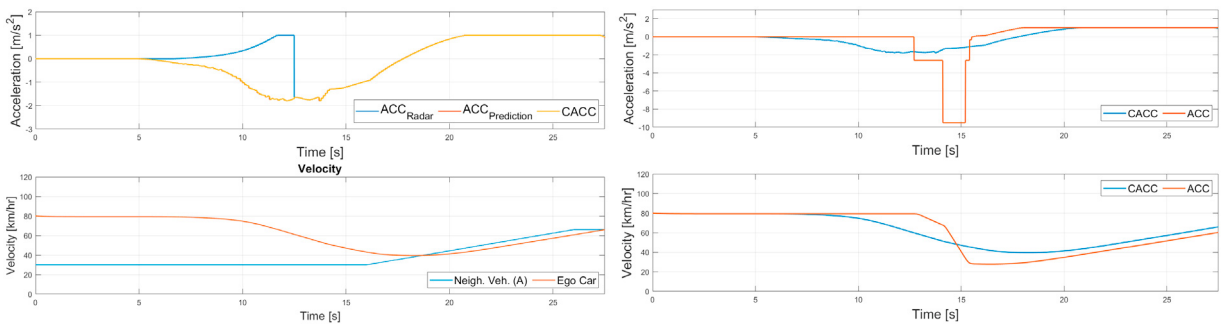 Acceleration [m/s²]
2
1
0
-1
-2
-3
ACC_Radar ACC_Prediction CACC
0 5 10 15 20 25
Time [s]
Velocity
Velocity [km/hr]
120
100
80
60
40
20
0
Neigh. Veh. (A) Ego Car
0 5 10 15 20 25
Time [s]
Acceleration [m/s²]
2
0
-2
-4
-6
-8
-10
CACC ACC
0 5 10 15 20 25
Time [s]
Velocity [km/hr]
120
100
80
60
40
20
0
CACC ACC
0 5 10 15 20 25
Time [s]